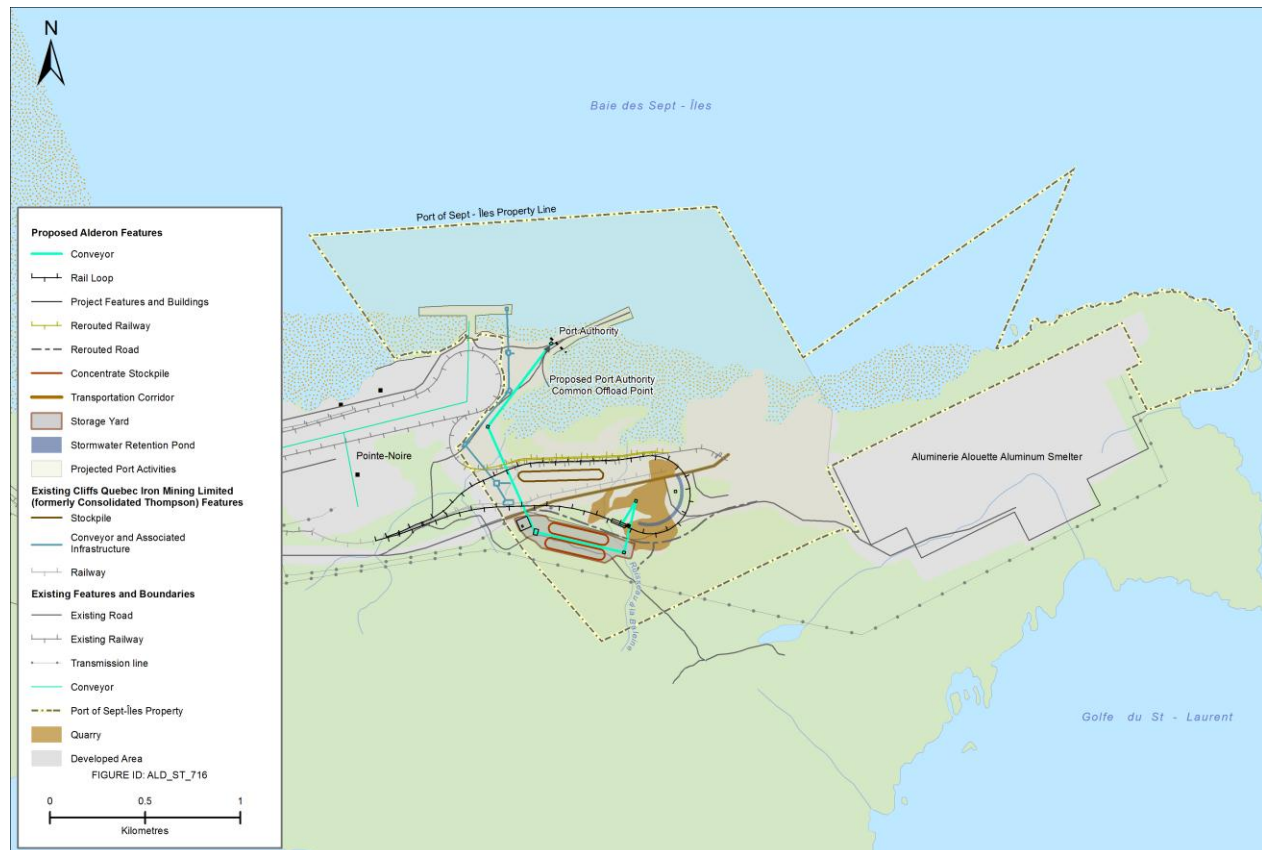 N
Baie des Sept - Îles
Port of Sept - Îles Property Line
Port Authority
Proposed Port Authority
Common Offload Point
Pointe-Noire
Aluminerie Alouette Aluminum Smelter
Ruisseau à la Baleine
Golfe du St - Laurent
Proposed Alderon Features
Conveyor
Rail Loop
Project Features and Buildings
Rerouted Railway
Rerouted Road
Concentrate Stockpile
Transportation Corridor
Storage Yard
Stormwater Retention Pond
Projected Port Activities
Existing Cliffs Quebec Iron Mining Limited
(formerly Consolidated Thompson) Features
Stockpile
Conveyor and Associated
Infrastructure
Railway
Existing Features and Boundaries
Existing Road
Existing Railway
Transmission line
Conveyor
Port of Sept-Îles Property
Quarry
Developed Area
FIGURE ID: ALD_ST_716
0 0.5 1
Kilometres